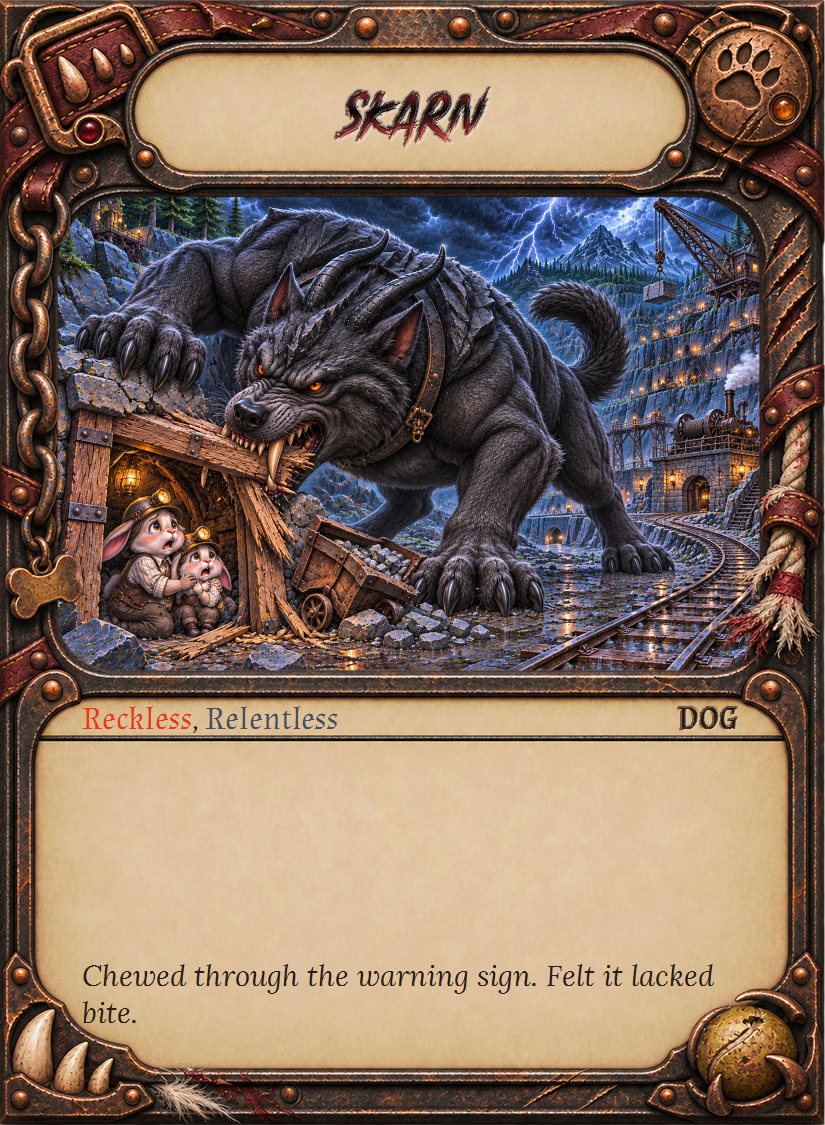 SKARN
Reckless, Relentless DOG
Chewed through the warning sign. Felt it lacked
bite.